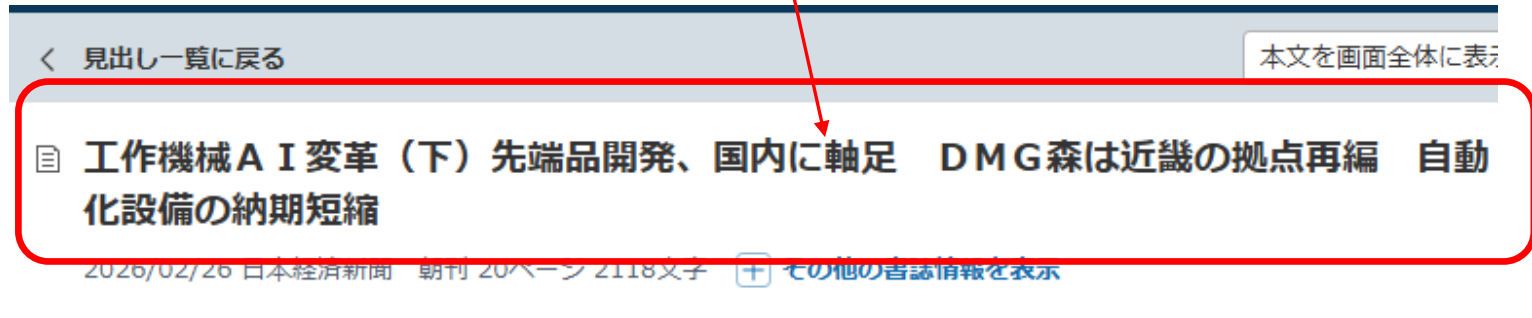 < 見出し一覧に戻る
本文を画面全体に表
工作機械ＡＩ変革（下）先端品開発、国内に軸足　ＤＭＧ森は近畿の拠点再編　自動
化設備の納期短縮
2026/02/26 日本経済新聞　朝刊 20ページ 2118文字 + その他の書誌情報を表示